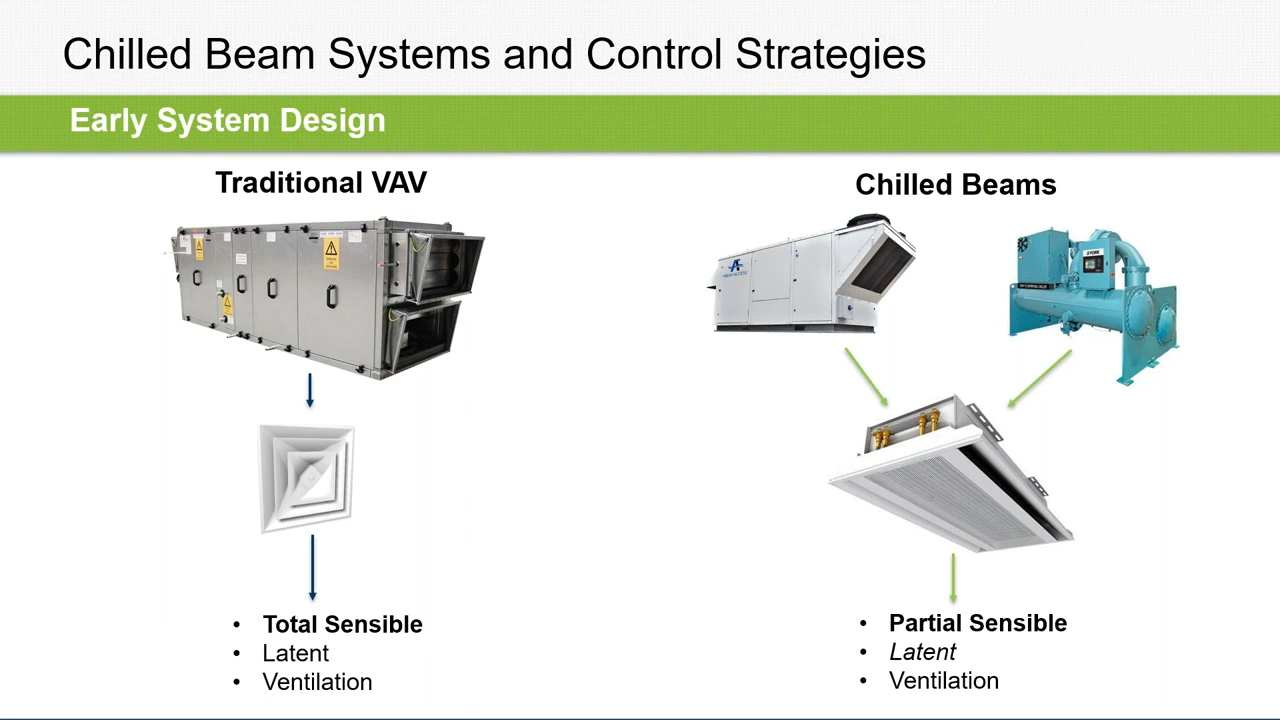 Chilled Beam Systems and Control Strategies
Early System Design
Traditional VAV
Chilled Beams
YORK
• Total Sensible
• Latent
• Ventilation
• Partial Sensible
• Latent
• Ventilation